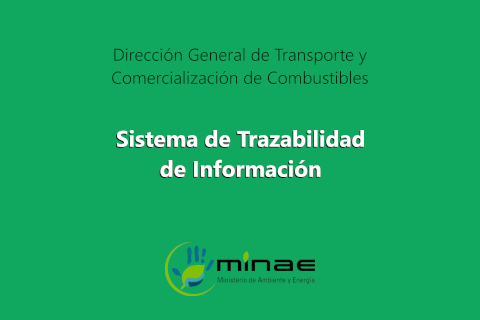 Dirección General de Transporte y
Comercialización de Combustibles
Sistema de Trazabilidad
de Información
minae
Ministerio de Ambiente y Energía